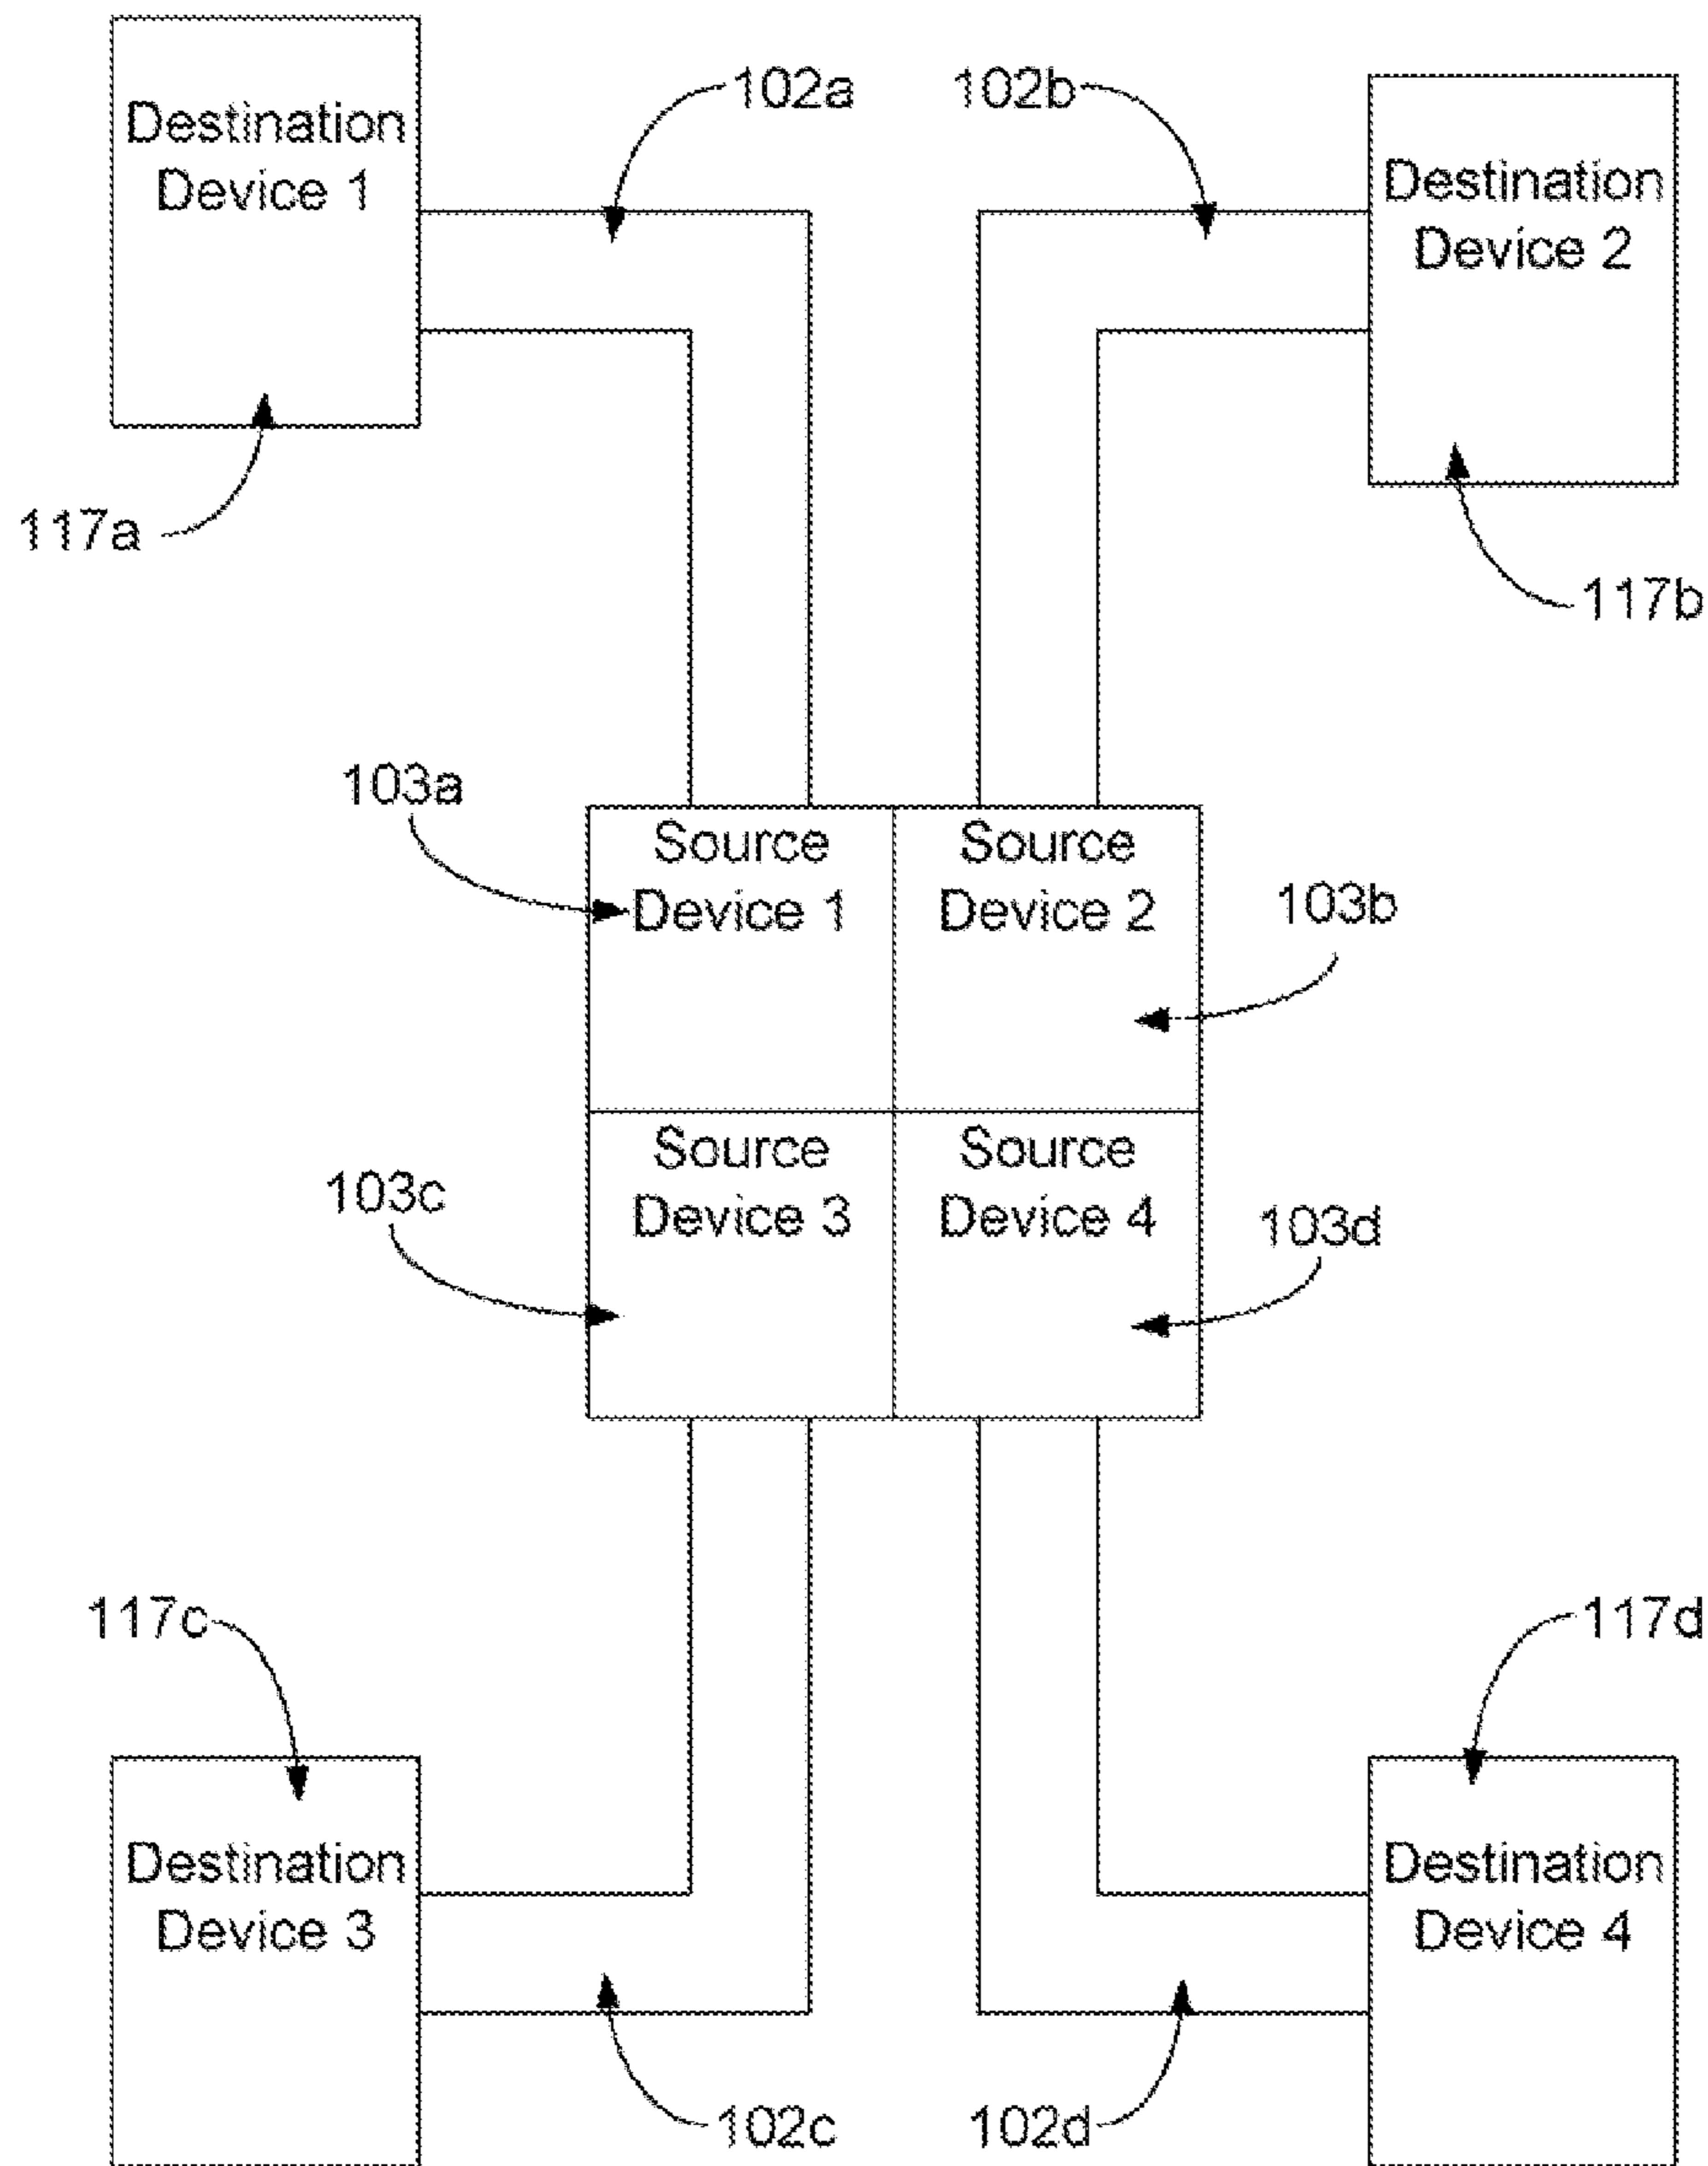 102a
102b
Destination
Device 1
Destination
Device 2
117a
117b
103a
Source
Device 1
Source
Device 2
103b
Source
Device 3
Source
Device 4
103c
103d
117c
117d
Destination
Device 3
Destination
Device 4
102c
102d